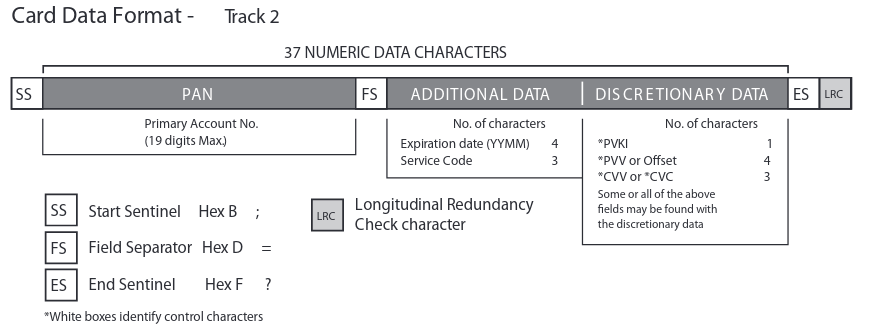 Card Data Format - Track 2
37 NUMERIC DATA CHARACTERS
SS PAN FS ADDITIONAL DATA DISCRETIONARY DATA ES LRC
Primary Account No.
(19 digits Max.)
No. of characters
Expiration date (YYMM) 4
Service Code 3
No. of characters
*PVKI 1
*PVV or Offset 4
*CVV or *CVC 3
Some or all of the above
fields may be found with
the discretionary data
SS Start Sentinel Hex B ;
FS Field Separator Hex D =
ES End Sentinel Hex F ?
LRC Longitudinal Redundancy
Check character
*White boxes identify control characters